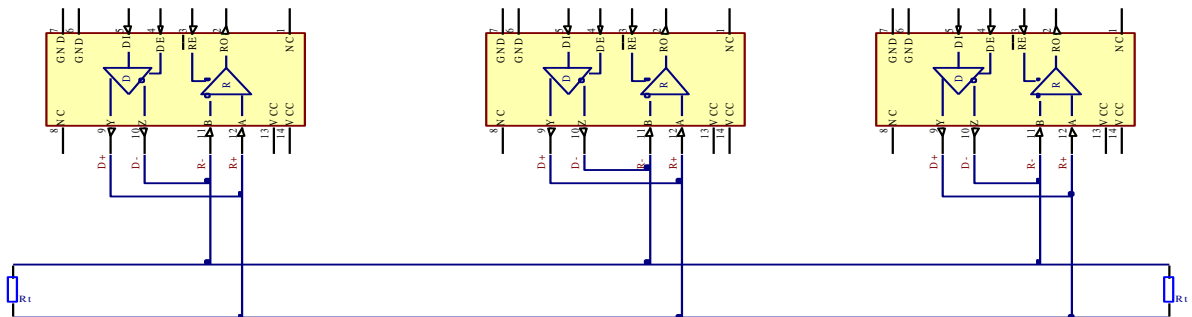 7 6 5 4 3 2 1
GND GND DI DE RE RO NC
D R
NC Y Z B A VCC VCC
8 9 10 11 12 13 14
D+ D- R- R+
7 6 5 4 3 2 1
GND GND DI DE RE RO NC
D R
NC Y Z B A VCC VCC
8 9 10 11 12 13 14
D+ D- R- R+
7 6 5 4 3 2 1
GND GND DI DE RE RO NC
D R
NC Y Z B A VCC VCC
8 9 10 11 12 13 14
D+ D- R- R+
Rt
Rt